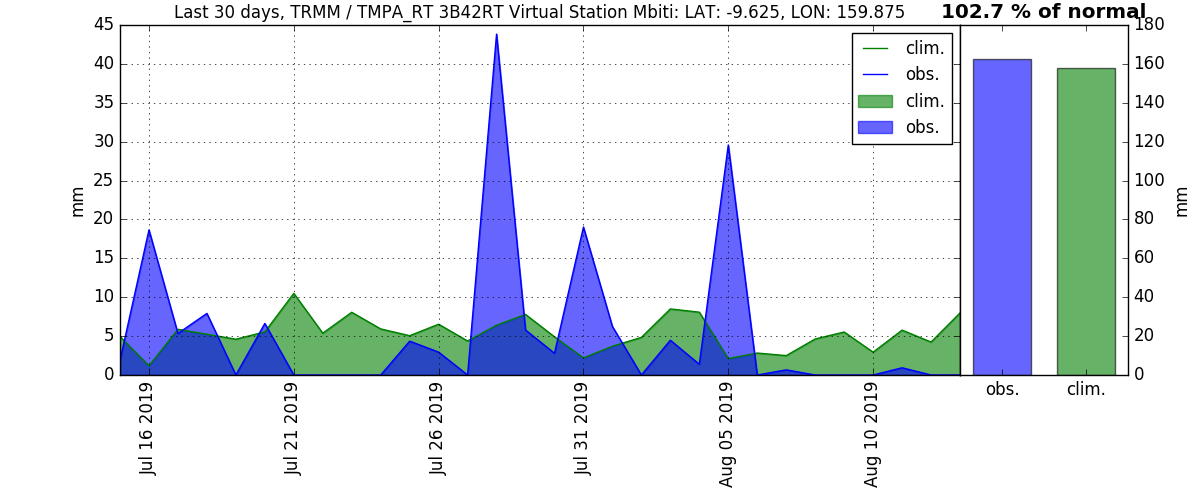 Last 30 days, TRMM / TMPA_RT 3B42RT Virtual Station Mbiti: LAT: -9.625, LON: 159.875
102.7 % of normal
45
40
35
30
25
20
15
10
5
0
mm
clim.
obs.
clim.
obs.
180
160
140
120
100
80
60
40
20
0
mm
Jul 16 2019
Jul 21 2019
Jul 26 2019
Jul 31 2019
Aug 05 2019
Aug 10 2019
obs.
clim.